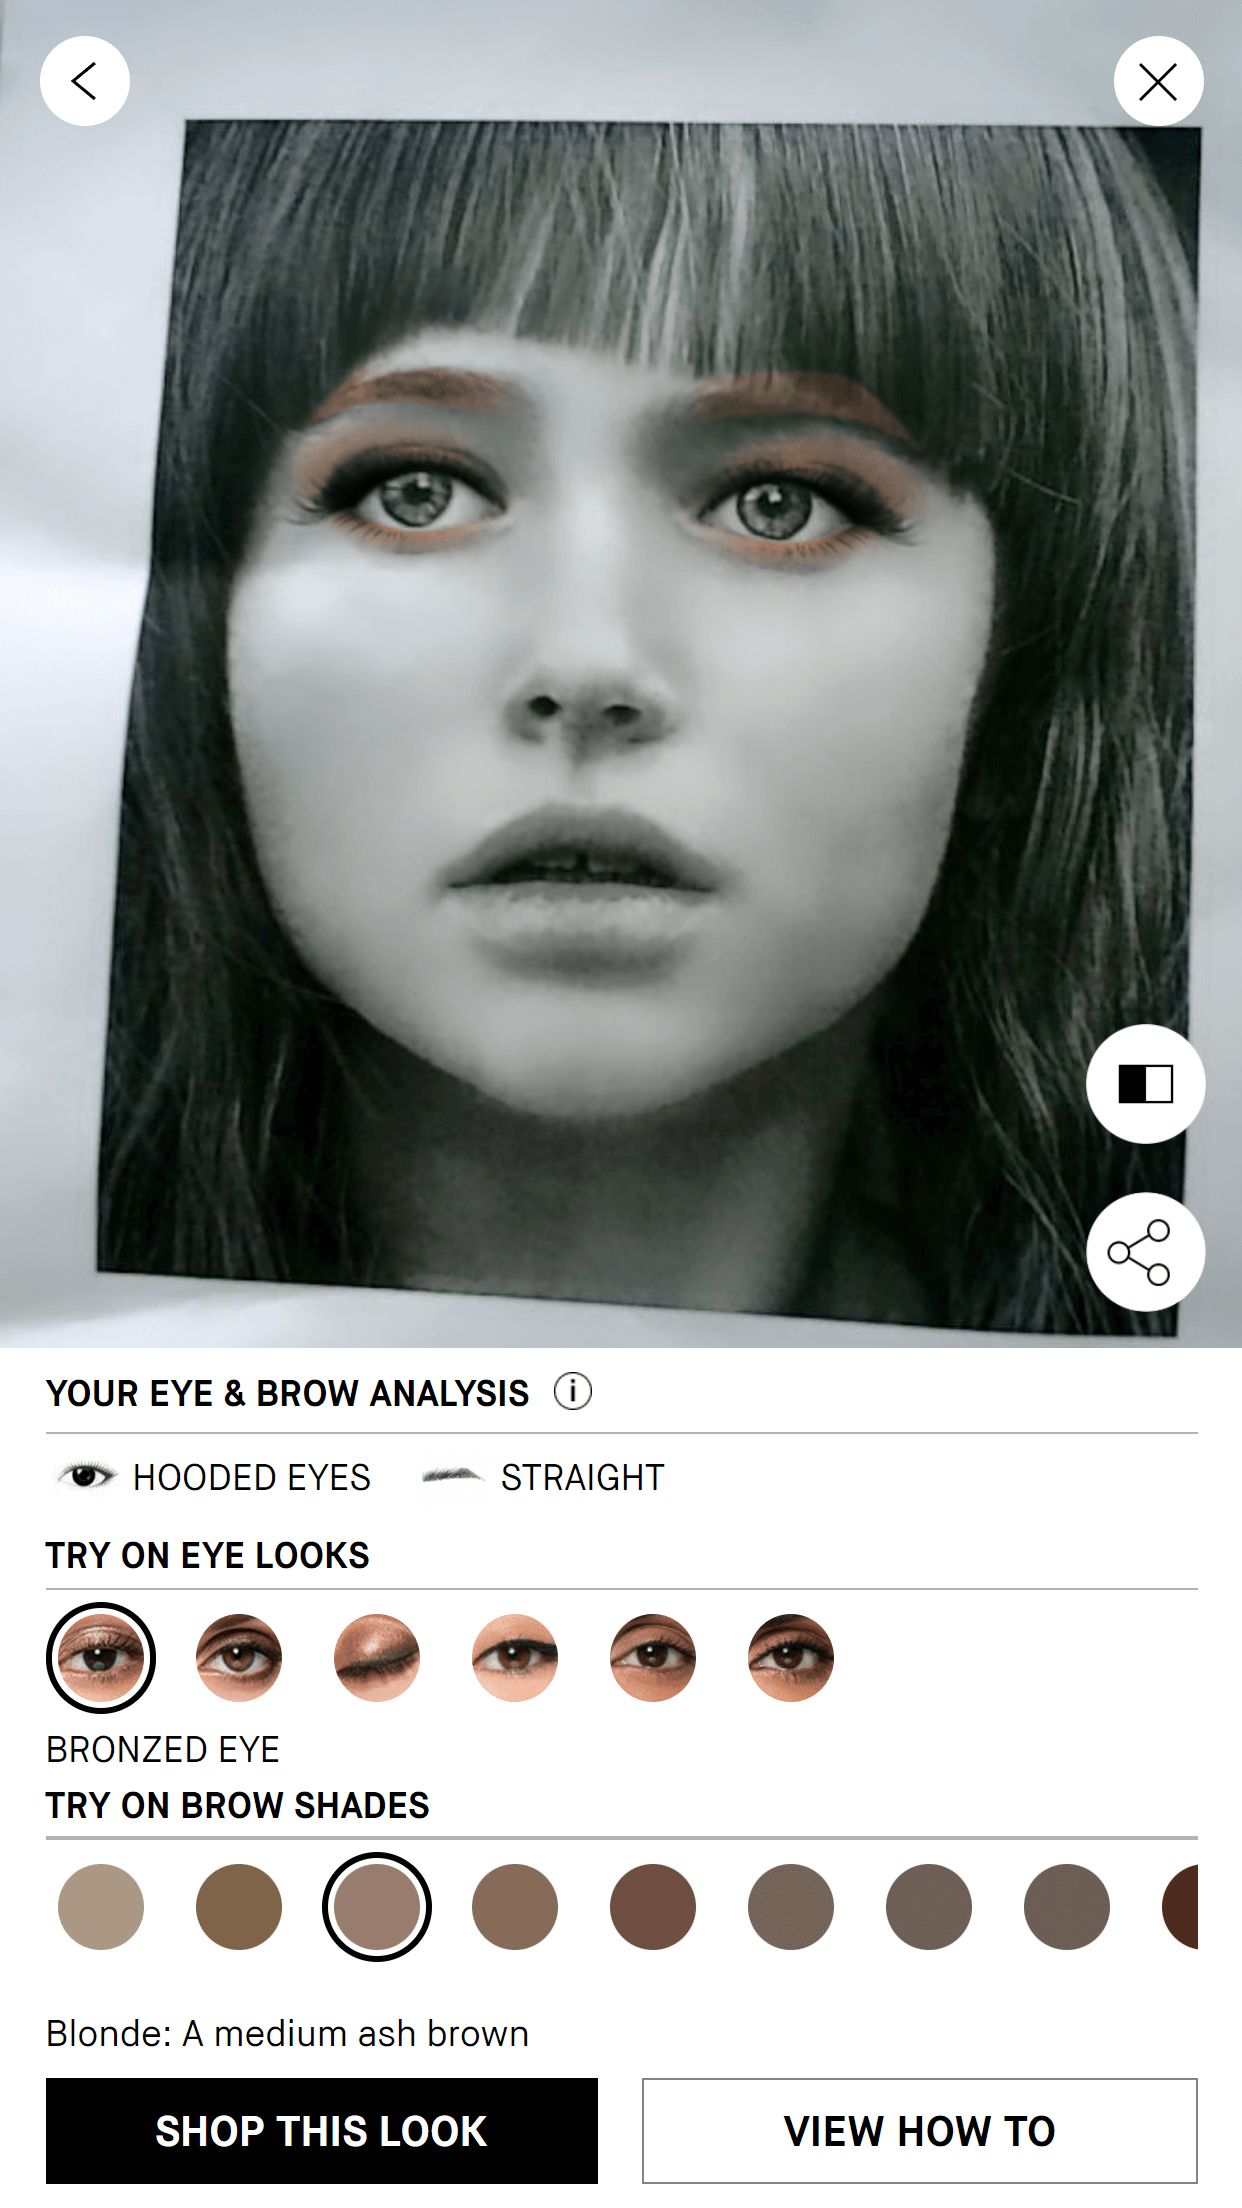 YOUR EYE & BROW ANALYSIS
HOODED EYES STRAIGHT
TRY ON EYE LOOKS
BRONZED EYE
TRY ON BROW SHADES
Blonde: A medium ash brown
SHOP THIS LOOK VIEW HOW TO